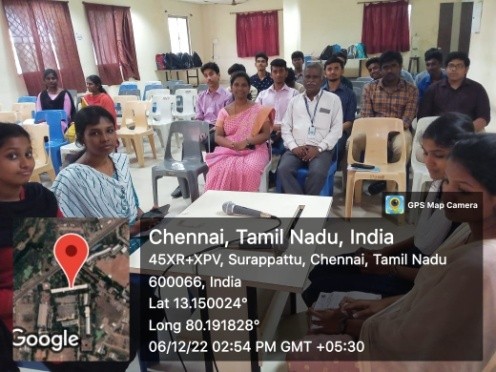 GPS Map Camera
Chennai, Tamil Nadu, India
45XR+XPV, Surappattu, Chennai, Tamil Nadu
600066, India
Lat 13.150024°
Long 80.191828°
06/12/22 02:54 PM GMT +05:30
Google